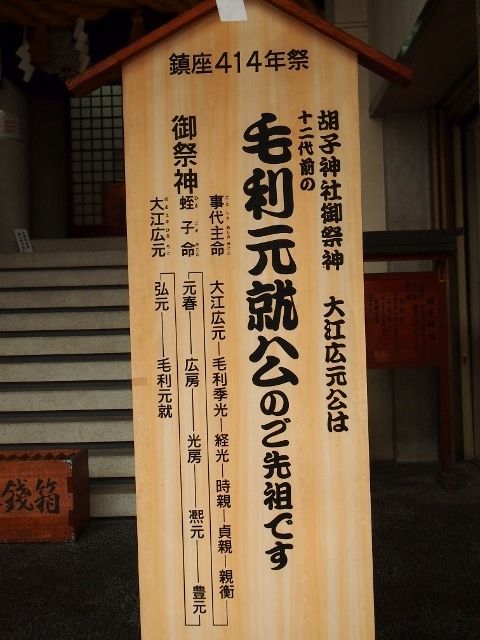 鎮座414年祭
胡子神社御祭神 大江広元公は
十二代前の
毛利元就公のご先祖です
御祭神
事代主命
蛭子命
大江広元
大江広元―毛利季光―経光―時親―貞親―親衡
元春―広房―光房―凞元―豊元
弘元―毛利元就
銭箱